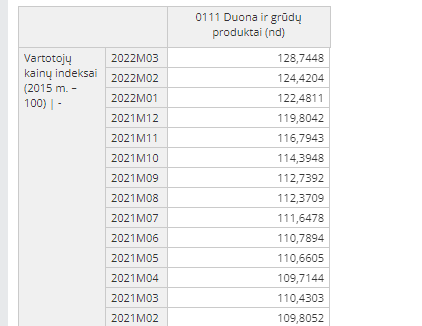 0111 Duona ir grūdų
produktai (nd)
Vartotojų
kainų indeksai
(2015 m. –
100) | -
2022M03 128,7448
2022M02 124,4204
2022M01 122,4811
2021M12 119,8042
2021M11 116,7943
2021M10 114,3948
2021M09 112,7392
2021M08 112,3709
2021M07 111,6478
2021M06 110,7894
2021M05 110,6605
2021M04 109,7144
2021M03 110,4303
2021M02 109,8052